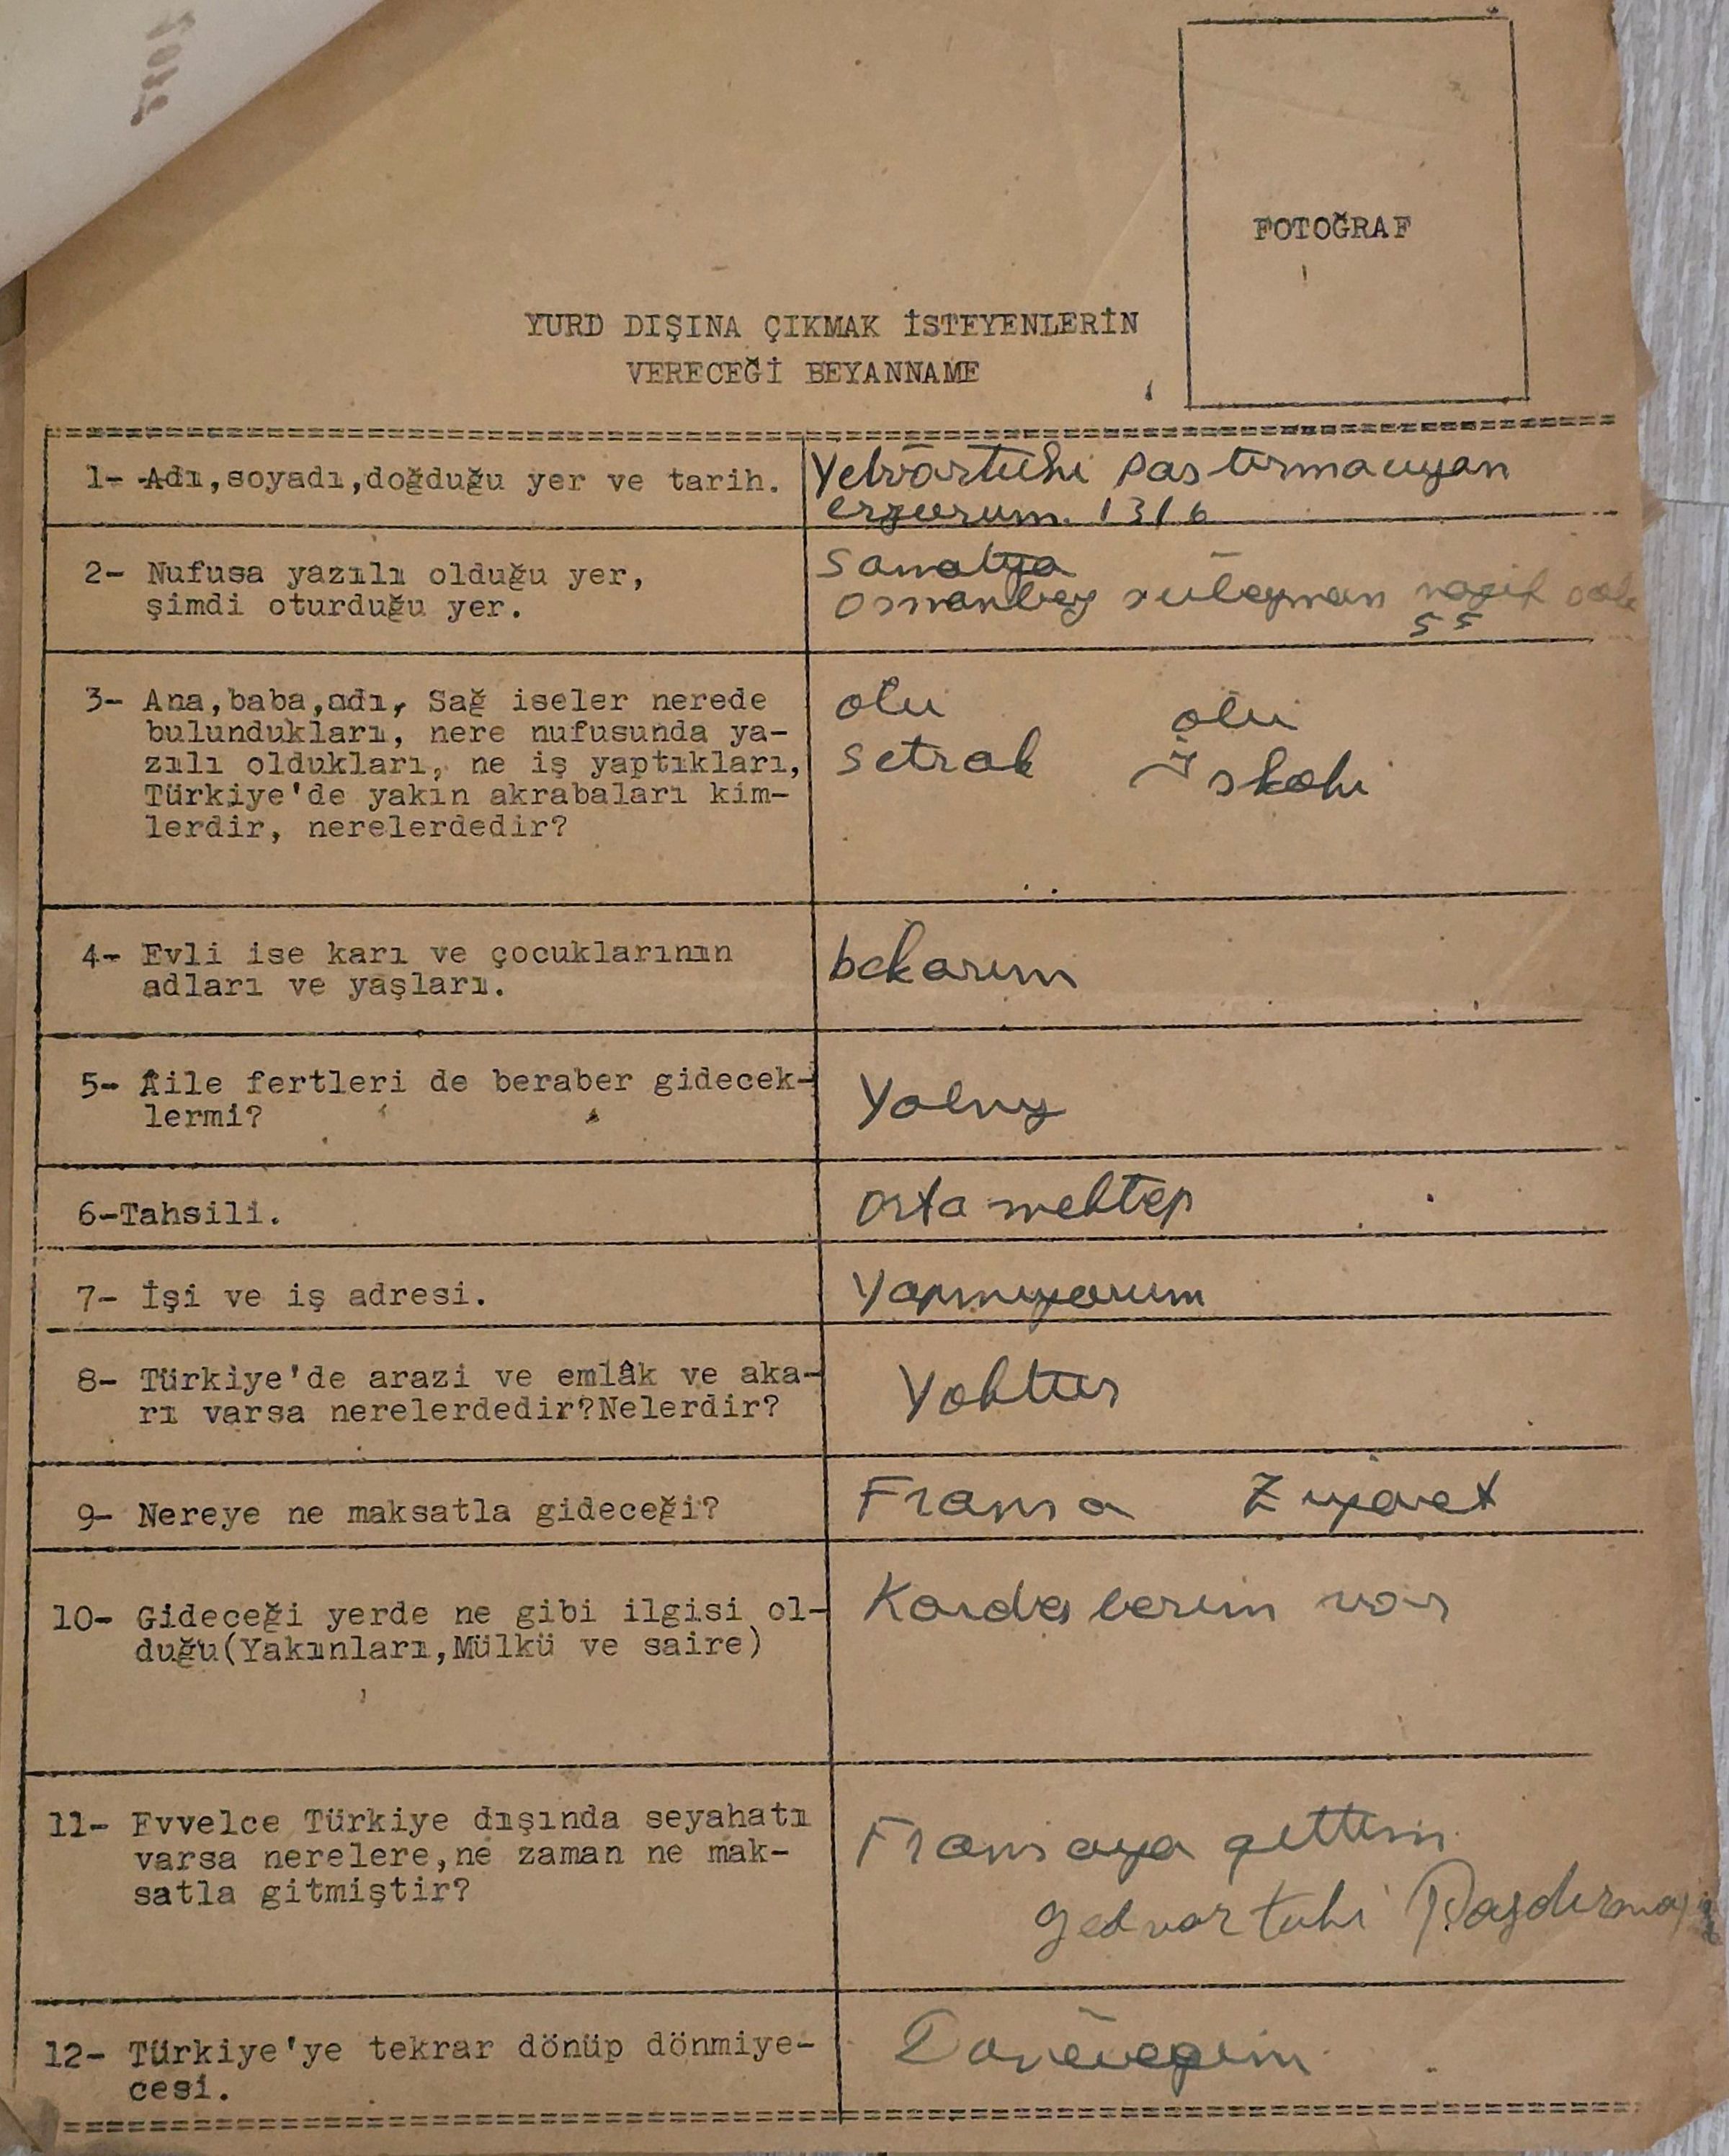 FOTOĞRAF
YURD DIŞINA ÇIKMAK İSTEYENLERİN
VERECEĞİ BEYANNAME
1- Adı,soyadı,doğduğu yer ve tarih.
Yetvartuhi Pastırmacıyan
erzurum. 1316
2- Nufusa yazılı olduğu yer,
şimdi oturduğu yer.
Samatya
Osmanbey süleyman nazif
55
3- Ana,baba,adı, Sağ iseler nerede
bulundukları, nere nufusunda ya-
zılı oldukları, ne iş yaptıkları,
Türkiye'de yakın akrabaları kim-
lerdir, nerelerdedir?
ölü ölü
Setrak
4- Evli ise karı ve çocuklarının
adları ve yaşları.
bekarım
5- Âile fertleri de beraber gidecek-
lermi?
Yalnız
6-Tahsili.
Orta mektep
7- İşi ve iş adresi.
Yapmıyorum
8- Türkiye'de arazi ve emlâk ve aka-
rı varsa nerelerdedir?Nelerdir?
Yoktur
9- Nereye ne maksatla gideceği?
Fransa Ziyaret
10- Gideceği yerde ne gibi ilgisi ol-
duğu(Yakınları,Mülkü ve saire)
Kardeşlerim var
11- Evvelce Türkiye dışında seyahatı
varsa nerelere,ne zaman ne mak-
satla gitmiştir?
Fransaya gettim
12- Türkiye'ye tekrar dönüp dönmiye-
cesi.